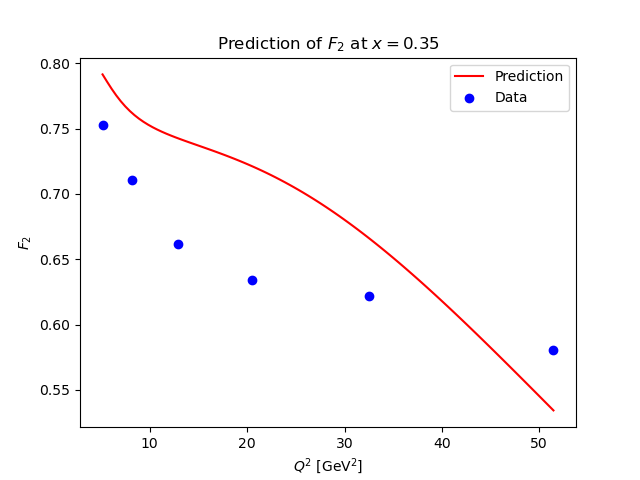 Prediction of F₂ at x = 0.35
Prediction
Data
0.80
0.75
0.70
0.65
0.60
0.55
F₂
10
20
30
40
50
Q² [GeV²]